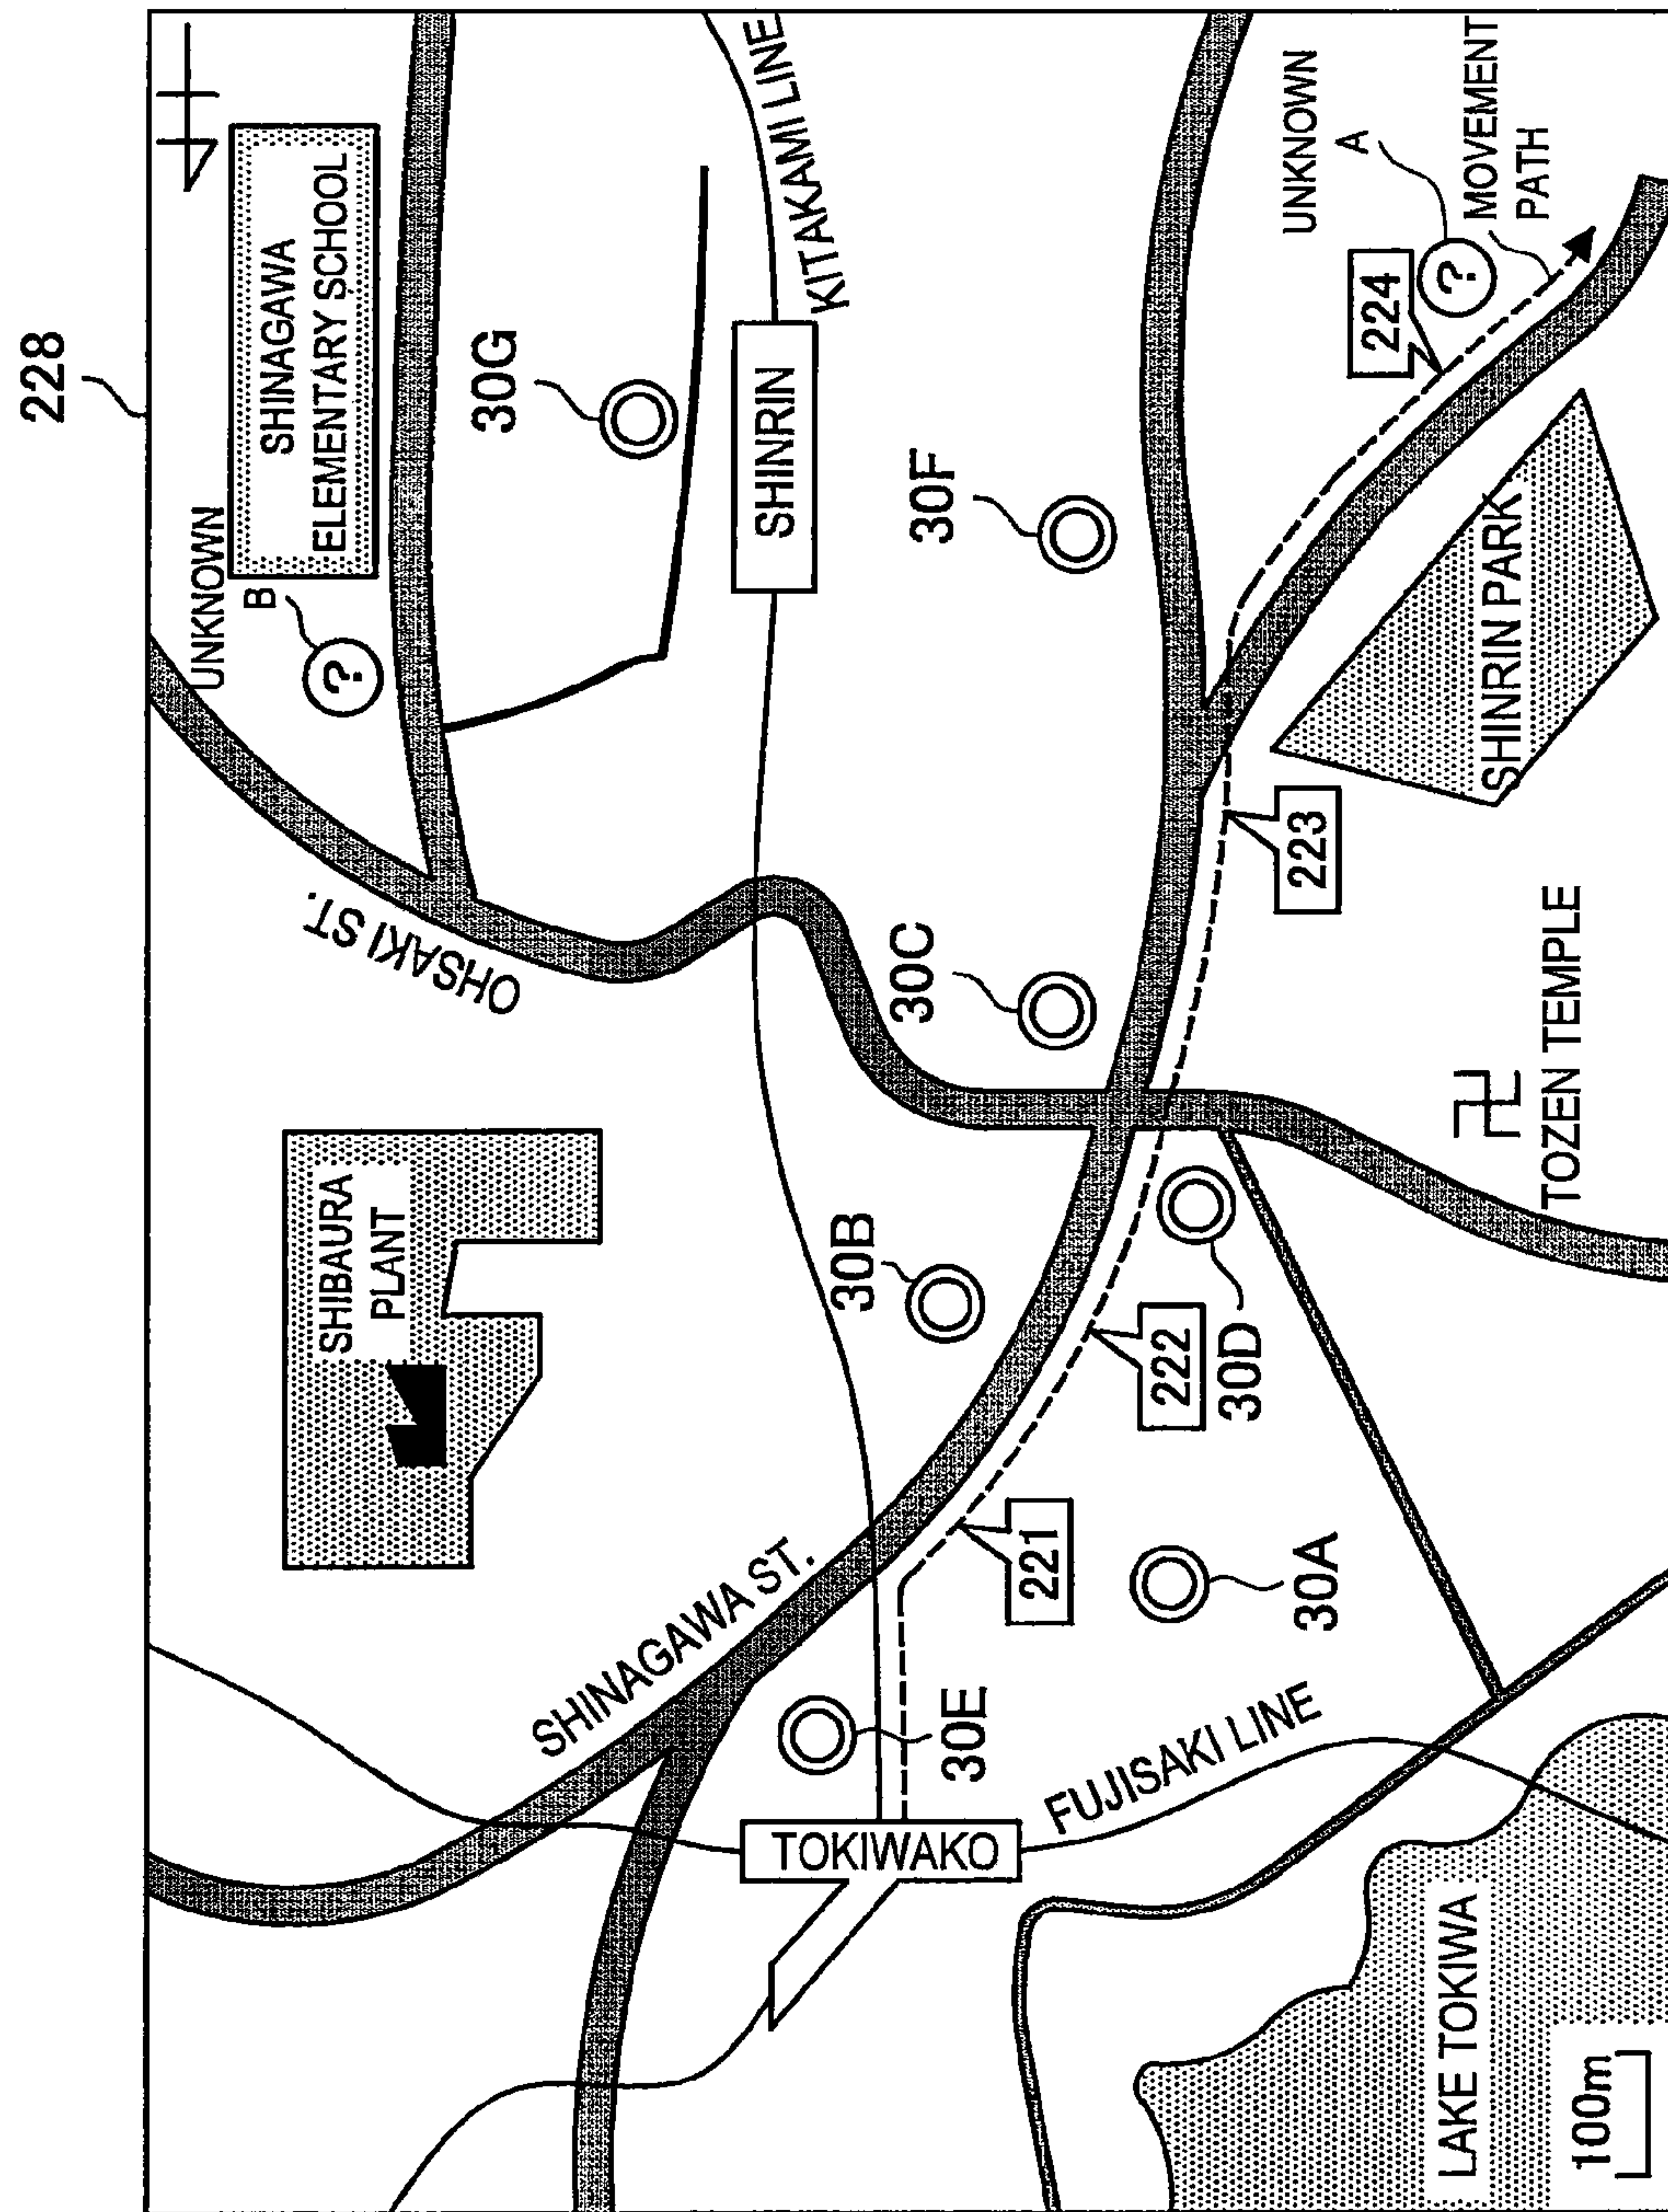 228
SHINAGAWA
ELEMENTARY SCHOOL
UNKNOWN
B
?
OHSAKI ST.
SHIBAURA
PLANT
30G
KITAKAMI LINE
SHINRIN
30F
30C
30B
SHINAGAWA ST.
30E
TOKIWAKO
FUJISAKI LINE
221
30A
222
30D
223
224
UNKNOWN
A
?
MOVEMENT
PATH
SHINRIN PARK
TOZEN TEMPLE
LAKE TOKIWA
100m